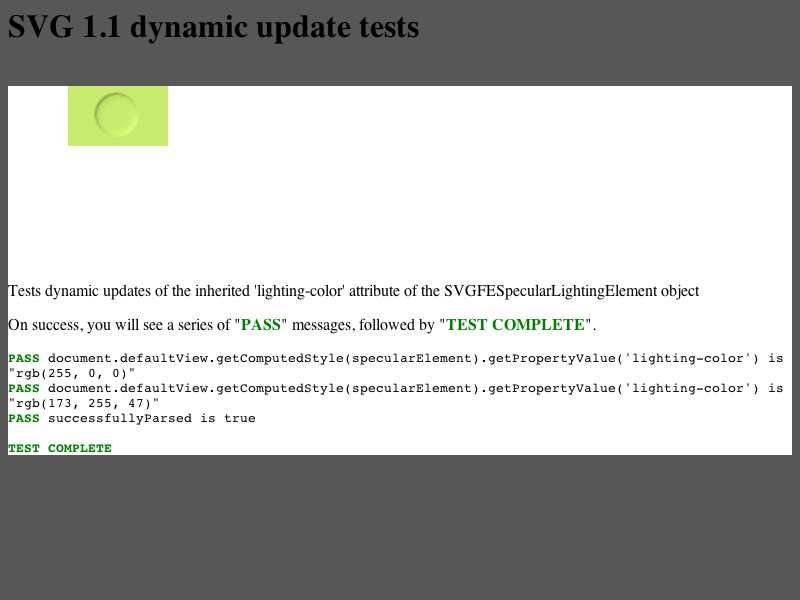 SVG 1.1 dynamic update tests
Tests dynamic updates of the inherited 'lighting-color' attribute of the SVGFESpecularLightingElement object
On success, you will see a series of "PASS" messages, followed by "TEST COMPLETE".
PASS document.defaultView.getComputedStyle(specularElement).getPropertyValue('lighting-color') is
"rgb(255, 0, 0)"
PASS document.defaultView.getComputedStyle(specularElement).getPropertyValue('lighting-color') is
"rgb(173, 255, 47)"
PASS successfullyParsed is true
TEST COMPLETE